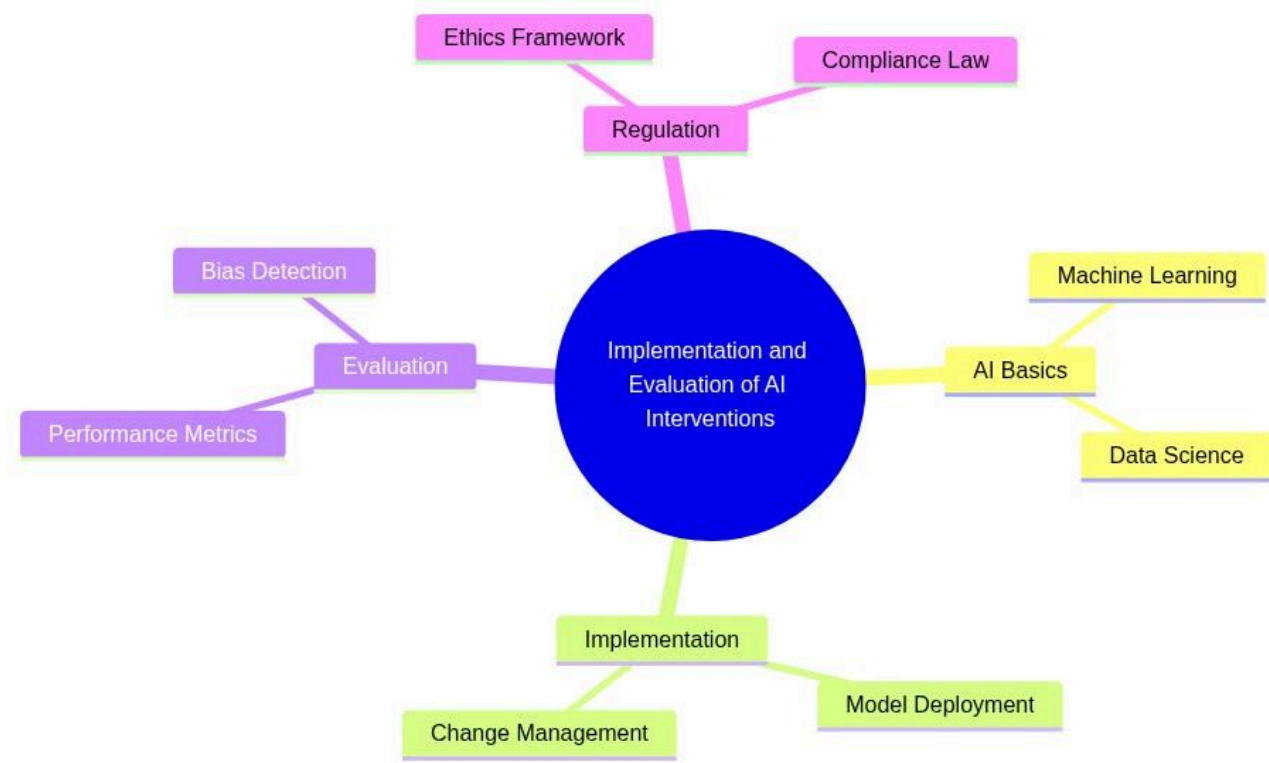 Ethics Framework
Compliance Law
Regulation
Bias Detection
Machine Learning
Implementation and
Evaluation of AI
Interventions
Evaluation
AI Basics
Performance Metrics
Data Science
Implementation
Model Deployment
Change Management